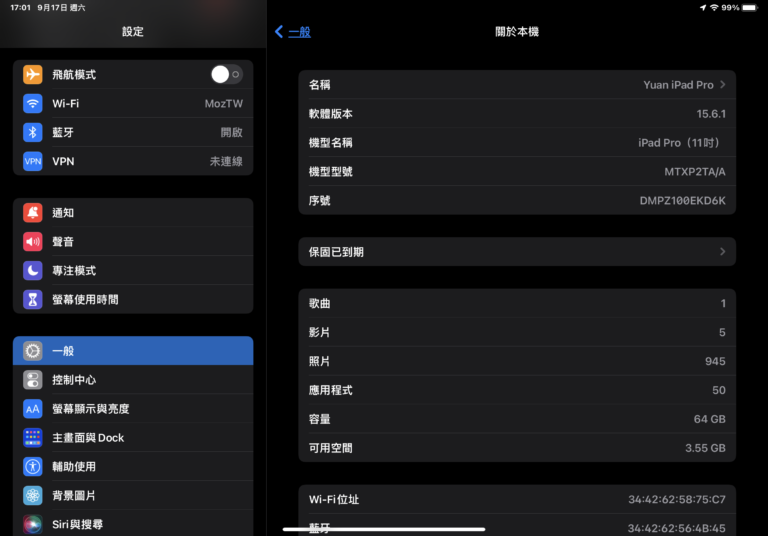 17:01 9月17日 週六
99%
設定
飛航模式
Wi-Fi MozTW
藍牙 開啟
VPN VPN 未連線
通知
聲音
專注模式
螢幕使用時間
一般
控制中心
AA 螢幕顯示與亮度
主畫面與 Dock
輔助使用
背景圖片
Siri 與搜尋
一般
關於本機
名稱 Yuan iPad Pro
軟體版本 15.6.1
機型名稱 iPad Pro（11吋）
機型型號 MTXP2TA/A
序號 DMPZ100EKD6K
保固已到期
歌曲 1
影片 5
照片 945
應用程式 50
容量 64 GB
可用空間 3.55 GB
Wi-Fi 位址 34:42:62:58:75:C7
藍牙 34:42:62:56:4B:45